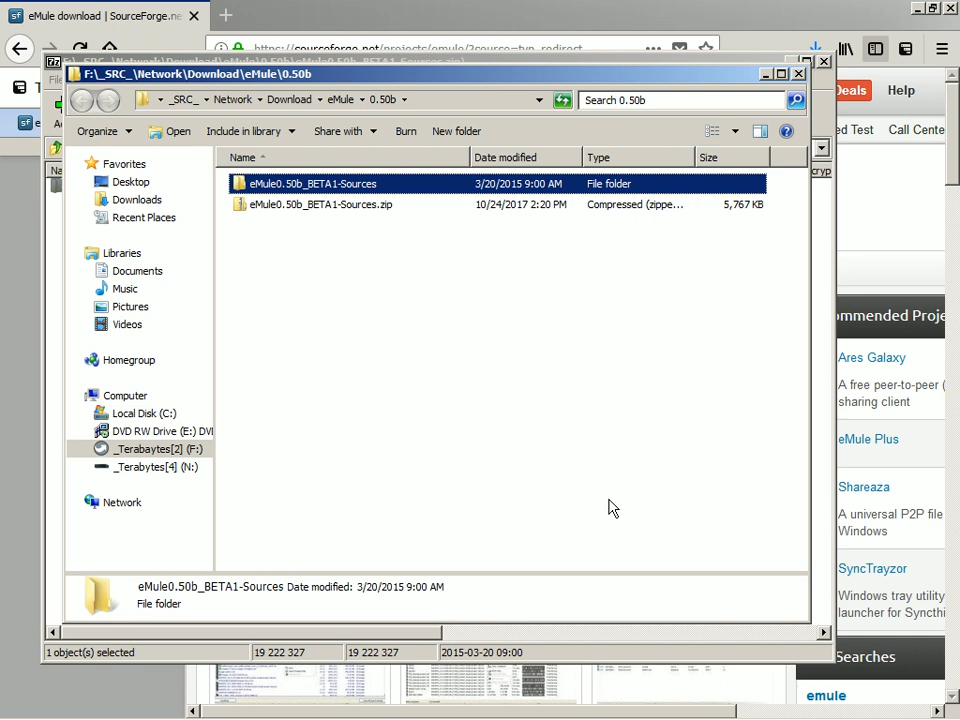 eMule download | SourceForge.ne
https://sourceforge.net/projects/emule/?source=typ_redirect
F:\_SRC_\Network\Download\eMule\0.50b
_SRC_ Network Download eMule 0.50b
Search 0.50b
Organize Open Include in library Share with Burn New folder
Name Date modified Type Size
eMule0.50b_BETA1-Sources 3/20/2015 9:00 AM File folder
eMule0.50b_BETA1-Sources.zip 10/24/2017 2:20 PM Compressed (zippe... 5,767 KB
Favorites
Desktop
Downloads
Recent Places
Libraries
Documents
Music
Pictures
Videos
Homegroup
Computer
Local Disk (C:)
DVD RW Drive (E:) DVI
_Terabaytes[2] (F:)
_Terabytes[4] (N:)
Network
eMule0.50b_BETA1-Sources Date modified: 3/20/2015 9:00 AM
File folder
1 object(s) selected 19 222 327 19 222 327 2015-03-20 09:00
Deals Help
ed Test Call Cente
ommended Proje
Ares Galaxy
A free peer-to-peer (
sharing client
eMule Plus
Shareaza
A universal P2P file
Windows
SyncTrayzor
Windows tray utility
launcher for Syncthi
Searches
emule